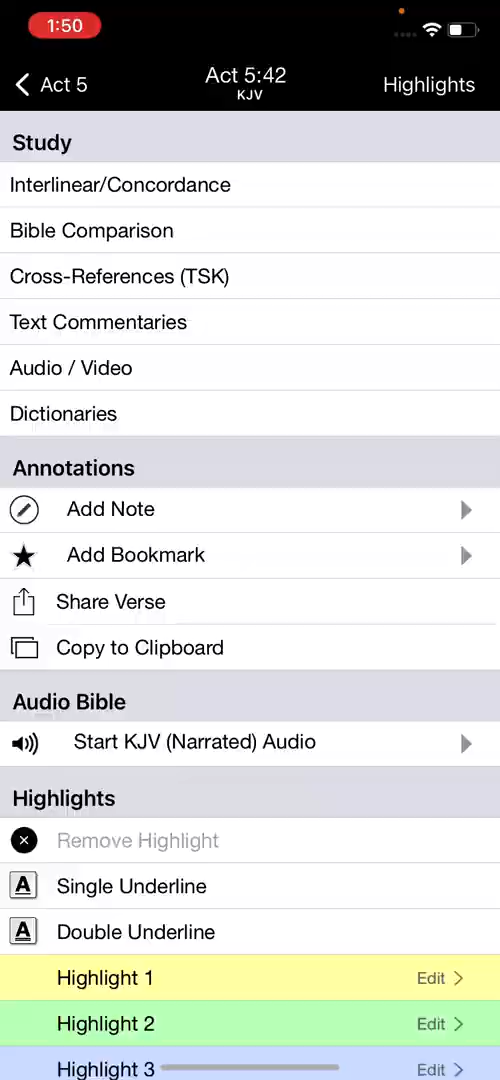 1:50
Act 5
Act 5:42
KJV
Highlights
Study
Interlinear/Concordance
Bible Comparison
Cross-References (TSK)
Text Commentaries
Audio / Video
Dictionaries
Annotations
Add Note
Add Bookmark
Share Verse
Copy to Clipboard
Audio Bible
Start KJV (Narrated) Audio
Highlights
Remove Highlight
A Single Underline
A Double Underline
Highlight 1 Edit
Highlight 2 Edit
Highlight 3 Edit